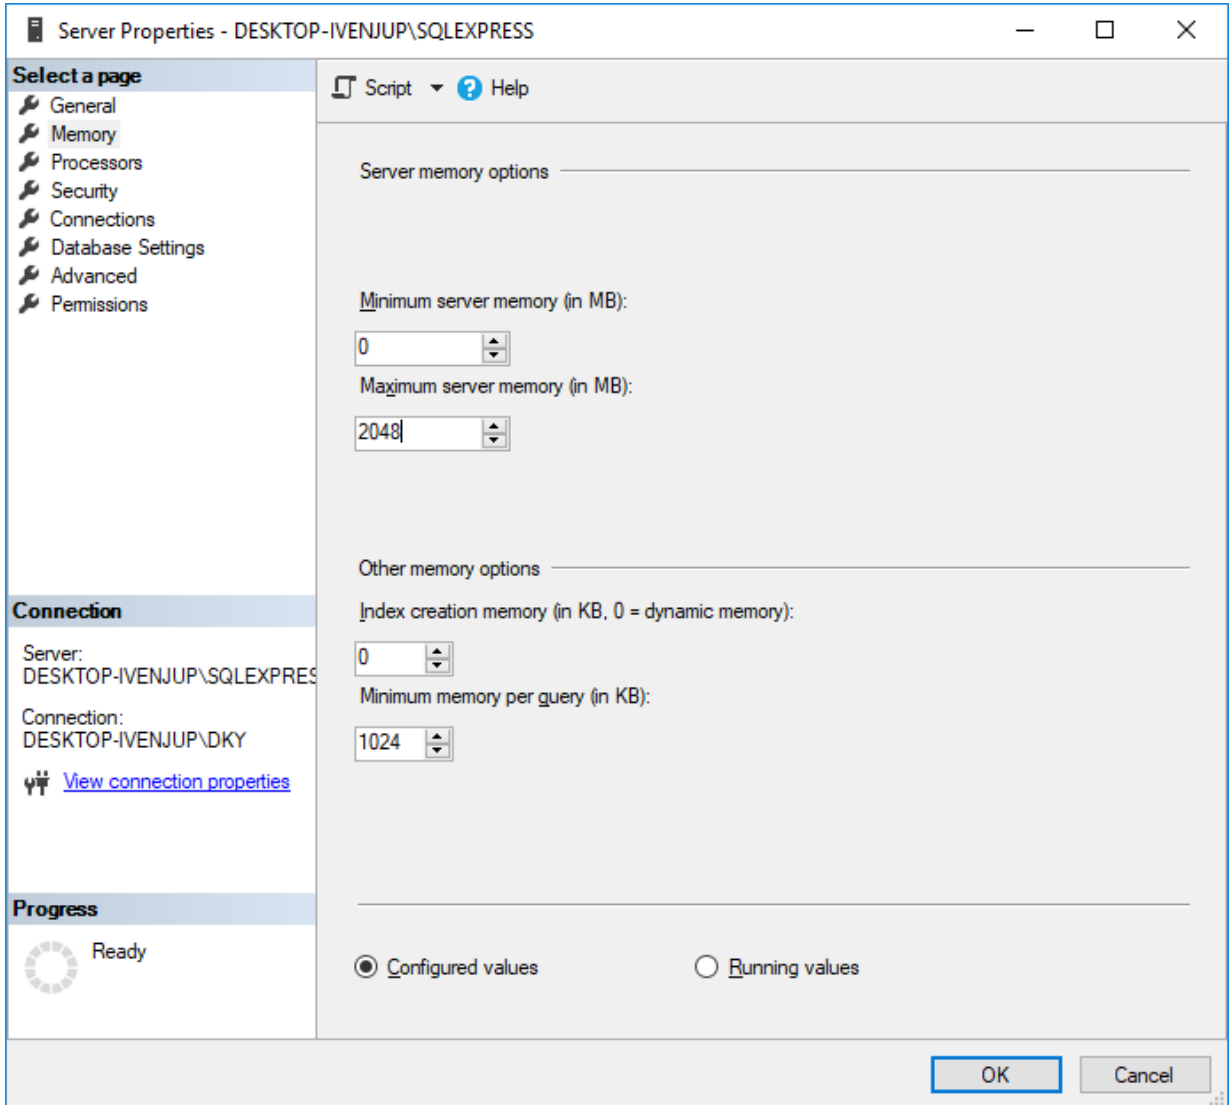 Server Properties - DESKTOP-IVENJUP\SQLEXPRESS
Select a page
General
Memory
Processors
Security
Connections
Database Settings
Advanced
Permissions
Connection
Server:
DESKTOP-IVENJUP\SQLEXPRES
Connection:
DESKTOP-IVENJUP\DKY
View connection properties
Progress
Ready
Script
Help
Server memory options
Minimum server memory (in MB):
0
Maximum server memory (in MB):
2048
Other memory options
Index creation memory (in KB, 0 = dynamic memory):
0
Minimum memory per query (in KB):
1024
Configured values
Running values
OK
Cancel